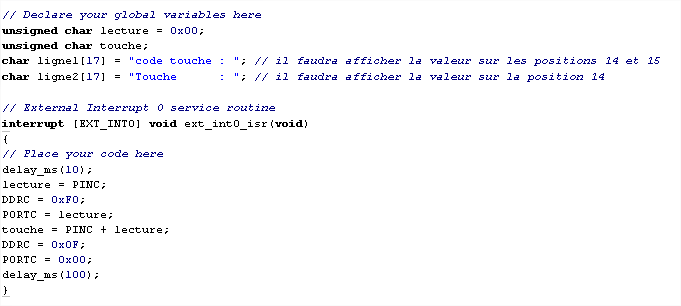 // Declare your global variables here
unsigned char lecture = 0x00;
unsigned char touche;
char ligne1[17] = "code touche : "; // il faudra afficher la valeur sur les positions 14 et 15
char ligne2[17] = "Touche      : "; // il faudra afficher la valeur sur la position 14
// External Interrupt 0 service routine
interrupt [EXT_INT0] void ext_int0_isr(void)
{
// Place your code here
delay_ms(10);
lecture = PINC;
DDRC = 0xF0;
PORTC = lecture;
touche = PINC + lecture;
DDRC = 0x0F;
PORTC = 0x00;
delay_ms(100);
}